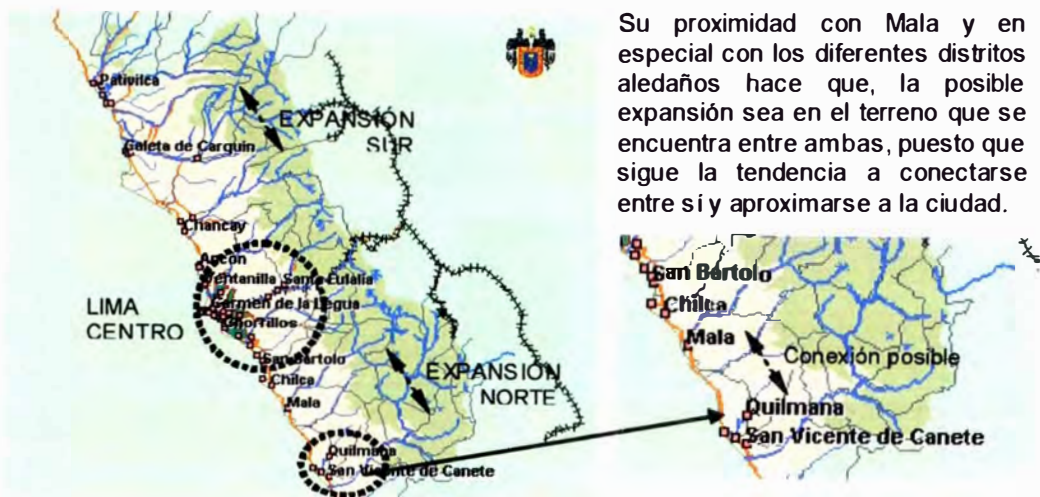 Su proximidad con Mala y en
especial con los diferentes distritos
aledaños hace que, la posible
expansión sea en el terreno que se
encuentra entre ambas, puesto que
sigue la tendencia a conectarse
entre sí y aproximarse a la ciudad.
Pativilca
EXPANSION
SUR
Caleta de Carquin
Chancay
Ancon
Ventanilla Santa Eulalia
LIMA
CENTRO
Carmen de la Legua
Chorrillos
San Bartolo
Chilca
Mala
EXPANSION
NORTE
Quilmana
San Vicente de Canete
San Bartolo
Chilca
Mala
Conexión posible
Quilmana
San Vicente de Canete